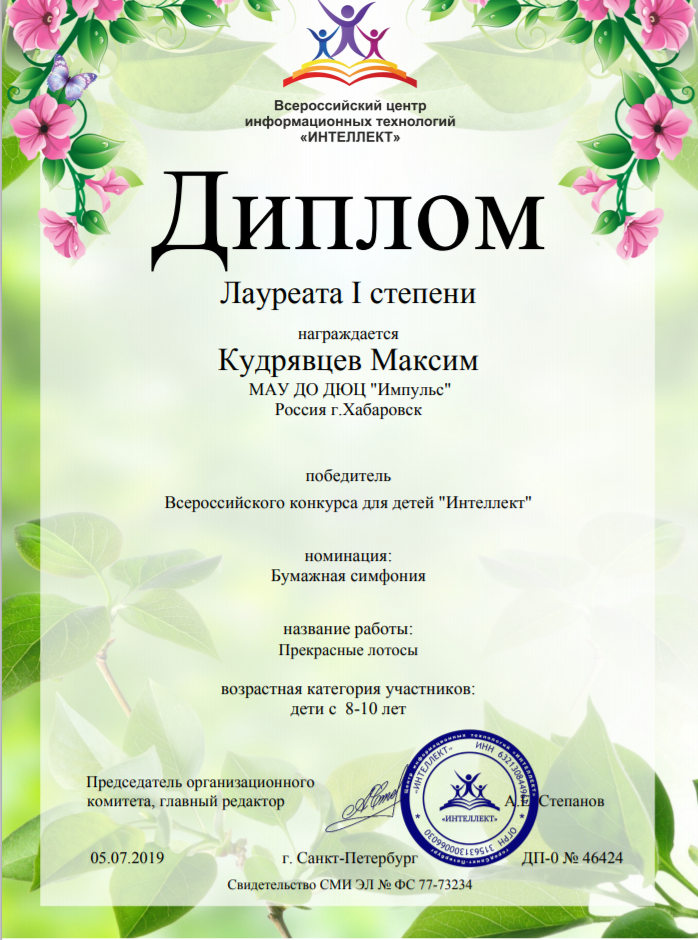 Всероссийский центр
информационных технологий
«ИНТЕЛЛЕКТ»
Диплом
Лауреата I степени
награждается
Кудрявцев Максим
МАУ ДО ДЮЦ "Импульс"
Россия г.Хабаровск
победитель
Всероссийского конкурса для детей "Интеллект"
номинация:
Бумажная симфония
название работы:
Прекрасные лотосы
возрастная категория участников:
дети с 8-10 лет
Председатель организационного
комитета, главный редактор
Степанов
«ИНТЕЛЛЕКТ»
05.07.2019
г. Санкт-Петербург
ДП-0 № 46424
Свидетельство СМИ ЭЛ № ФС 77-73234